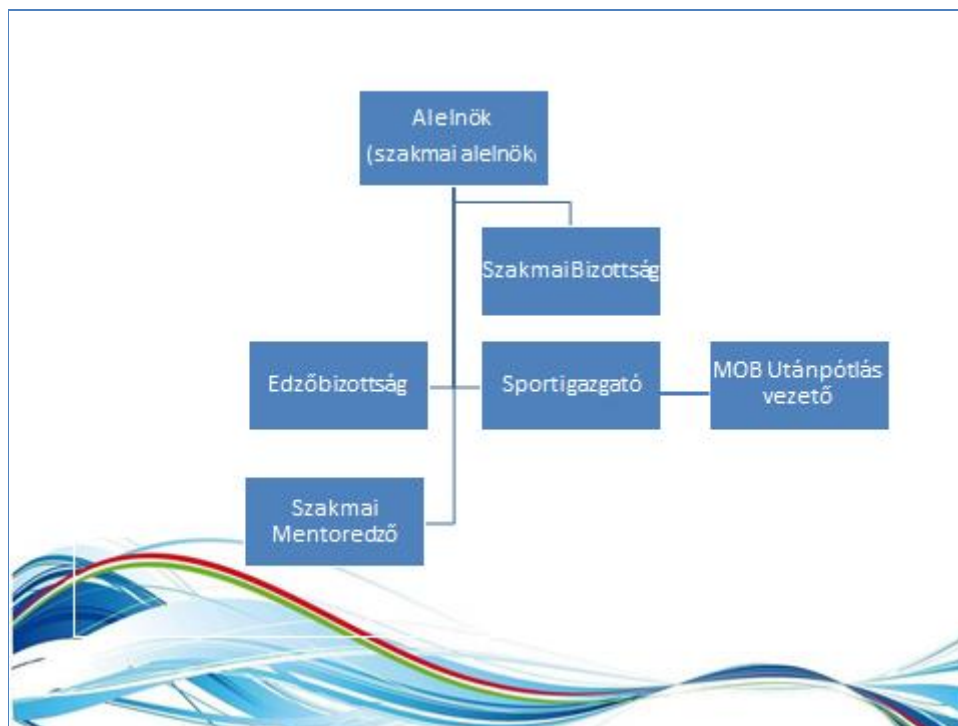 Alelnök
(szakmai alelnök)
Szakmai Bizottság
Edzőbizottság
Sportigazgató
MOB Utánpótlás
vezető
Szakmai
Mentoredző